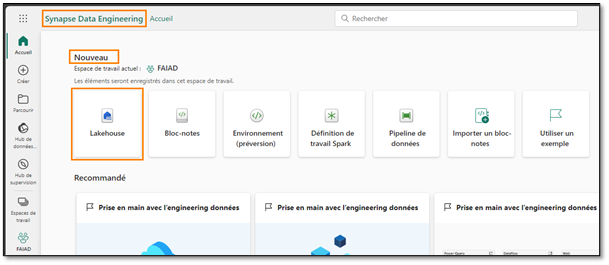 Synapse Data Engineering Accueil
Rechercher
Accueil
Créer
Parcourir
Hub de
données...
Hub de
supervision
Espaces de
travail
FAIAD
Nouveau
Espace de travail actuel : FAIAD
Les éléments seront enregistrés dans cet espace de travail.
Lakehouse
Bloc-notes
Environnement
(préversion)
Définition de
travail Spark
Pipeline de
données
Importer un bloc-
notes
Utiliser un
exemple
Recommandé
Prise en main avec l'engineering données
Prise en main avec l'engineering données
Prise en main avec l'engineering données